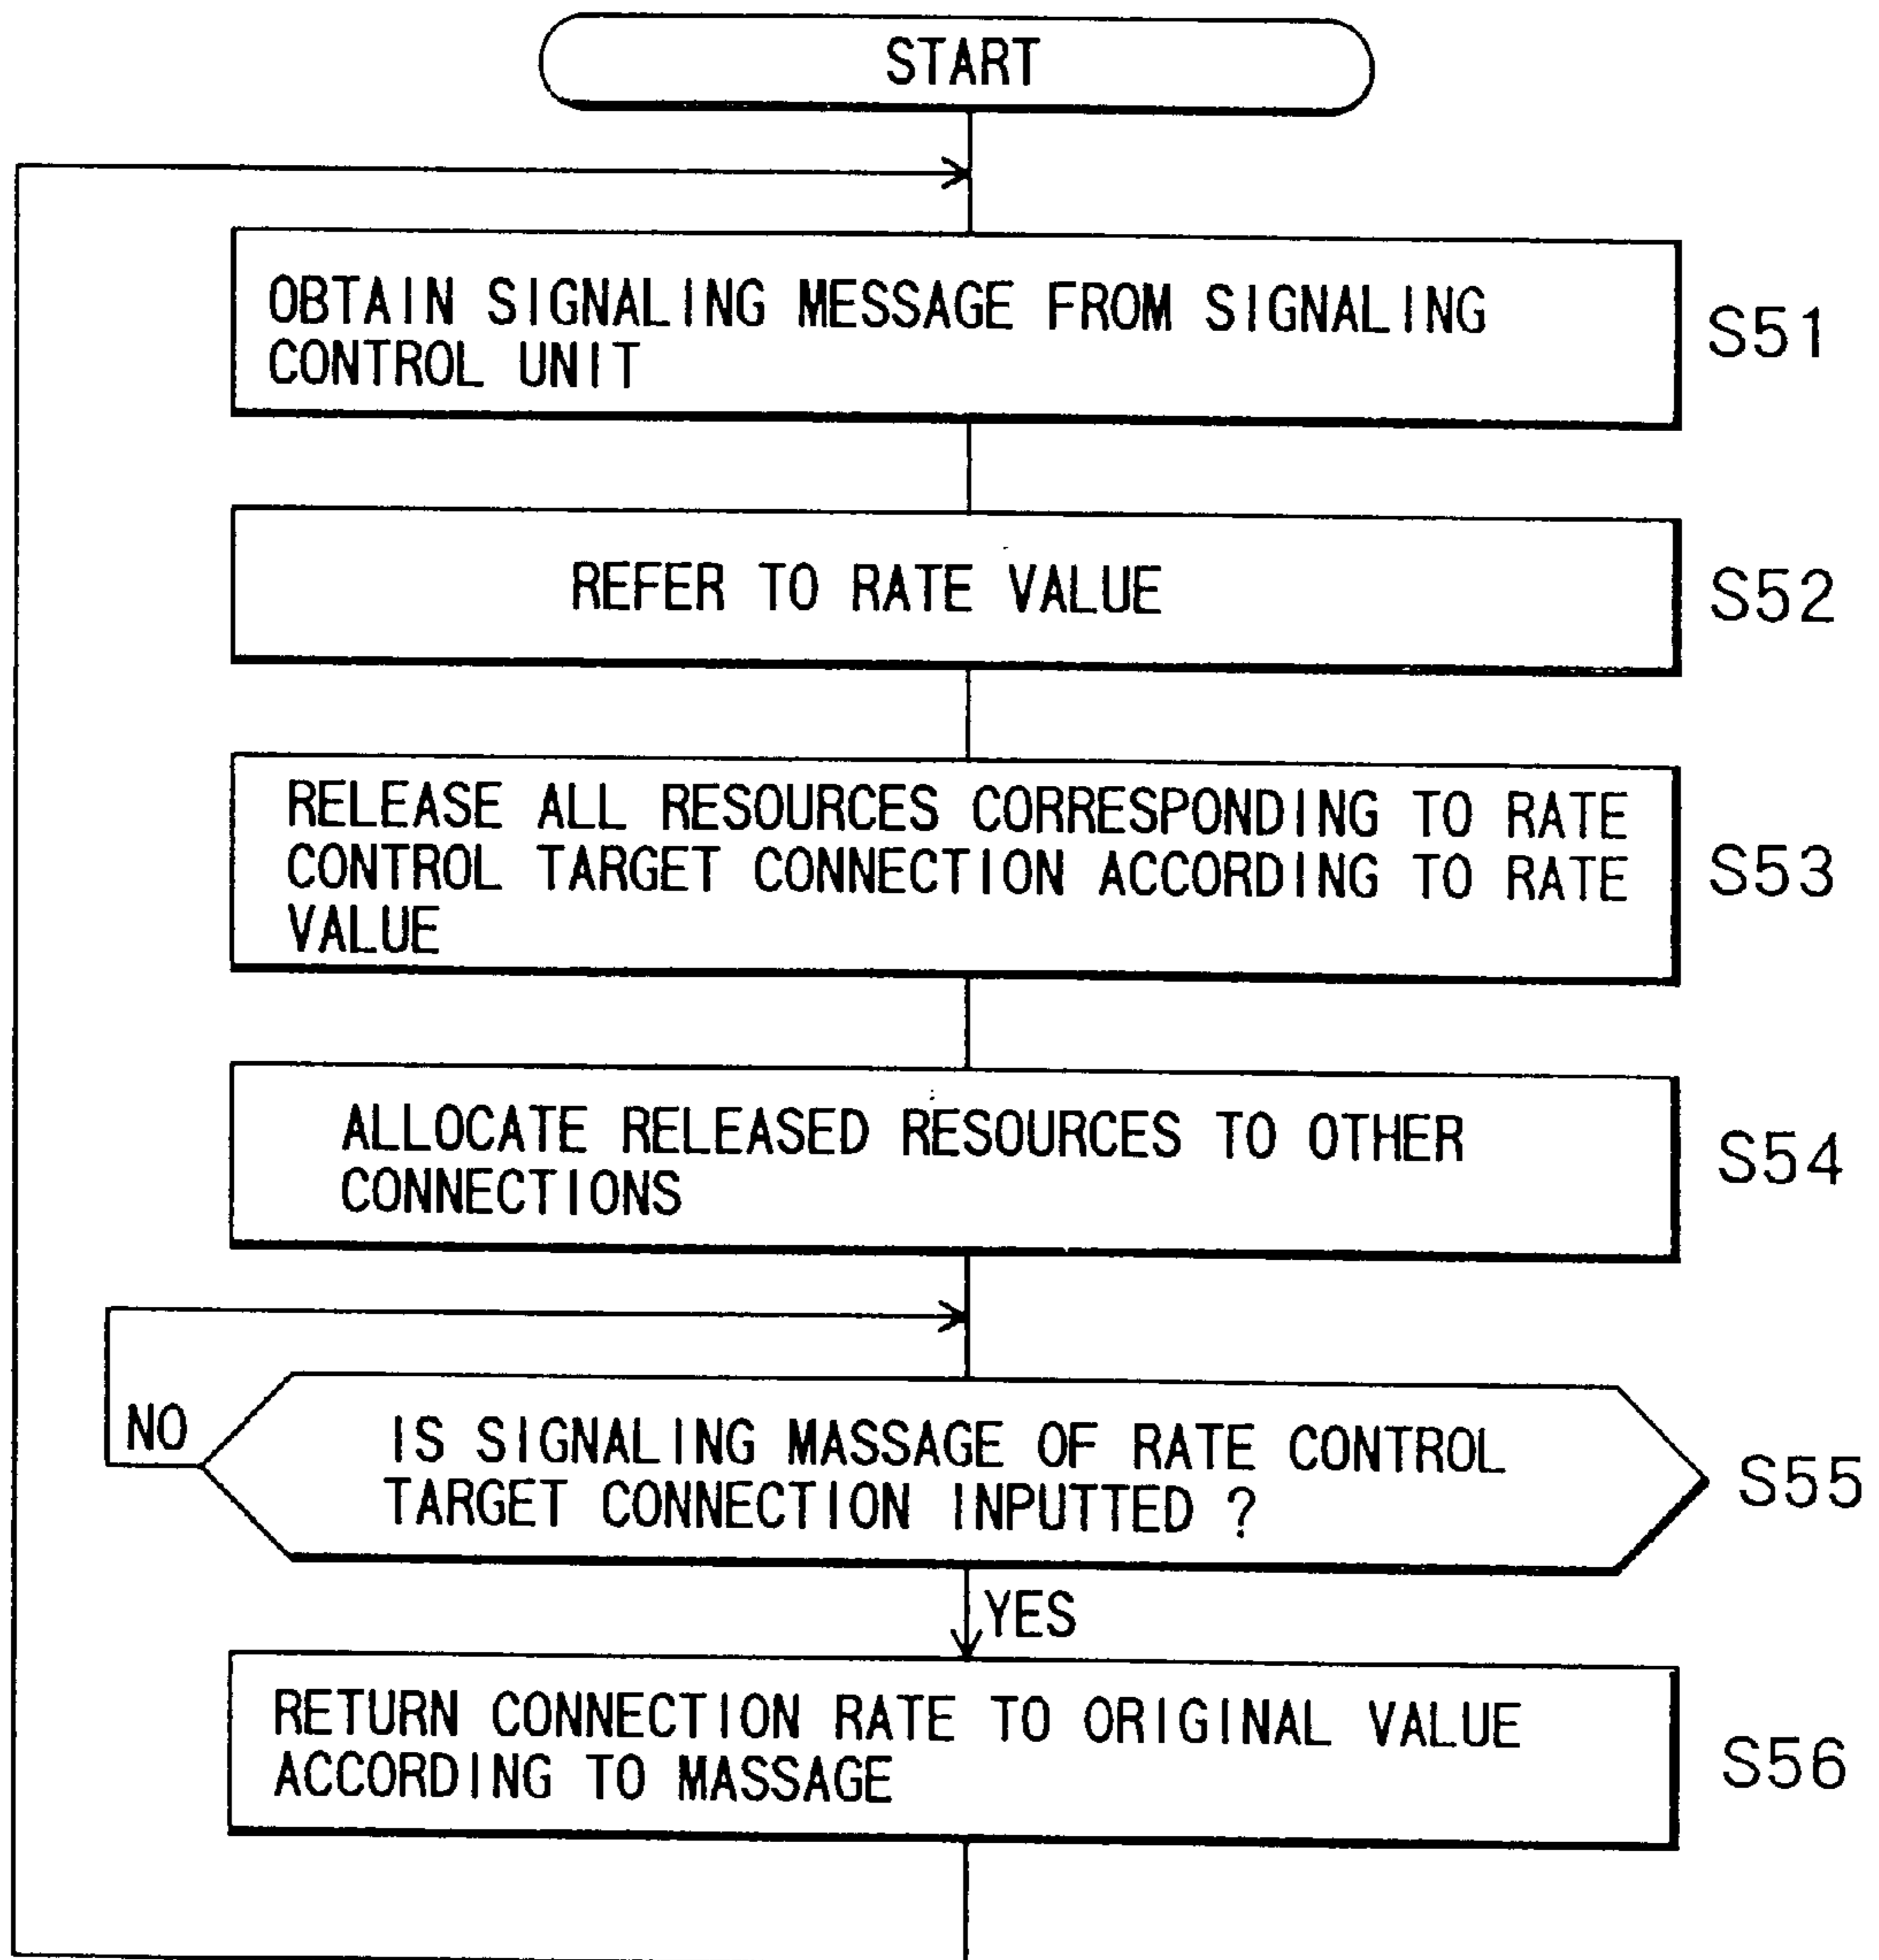 START
OBTAIN SIGNALING MESSAGE FROM SIGNALING
CONTROL UNIT
S51
REFER TO RATE VALUE
S52
RELEASE ALL RESOURCES CORRESPONDING TO RATE
CONTROL TARGET CONNECTION ACCORDING TO RATE
VALUE
S53
ALLOCATE RELEASED RESOURCES TO OTHER
CONNECTIONS
S54
NO
IS SIGNALING MASSAGE OF RATE CONTROL
TARGET CONNECTION INPUTTED ?
S55
YES
RETURN CONNECTION RATE TO ORIGINAL VALUE
ACCORDING TO MASSAGE
S56